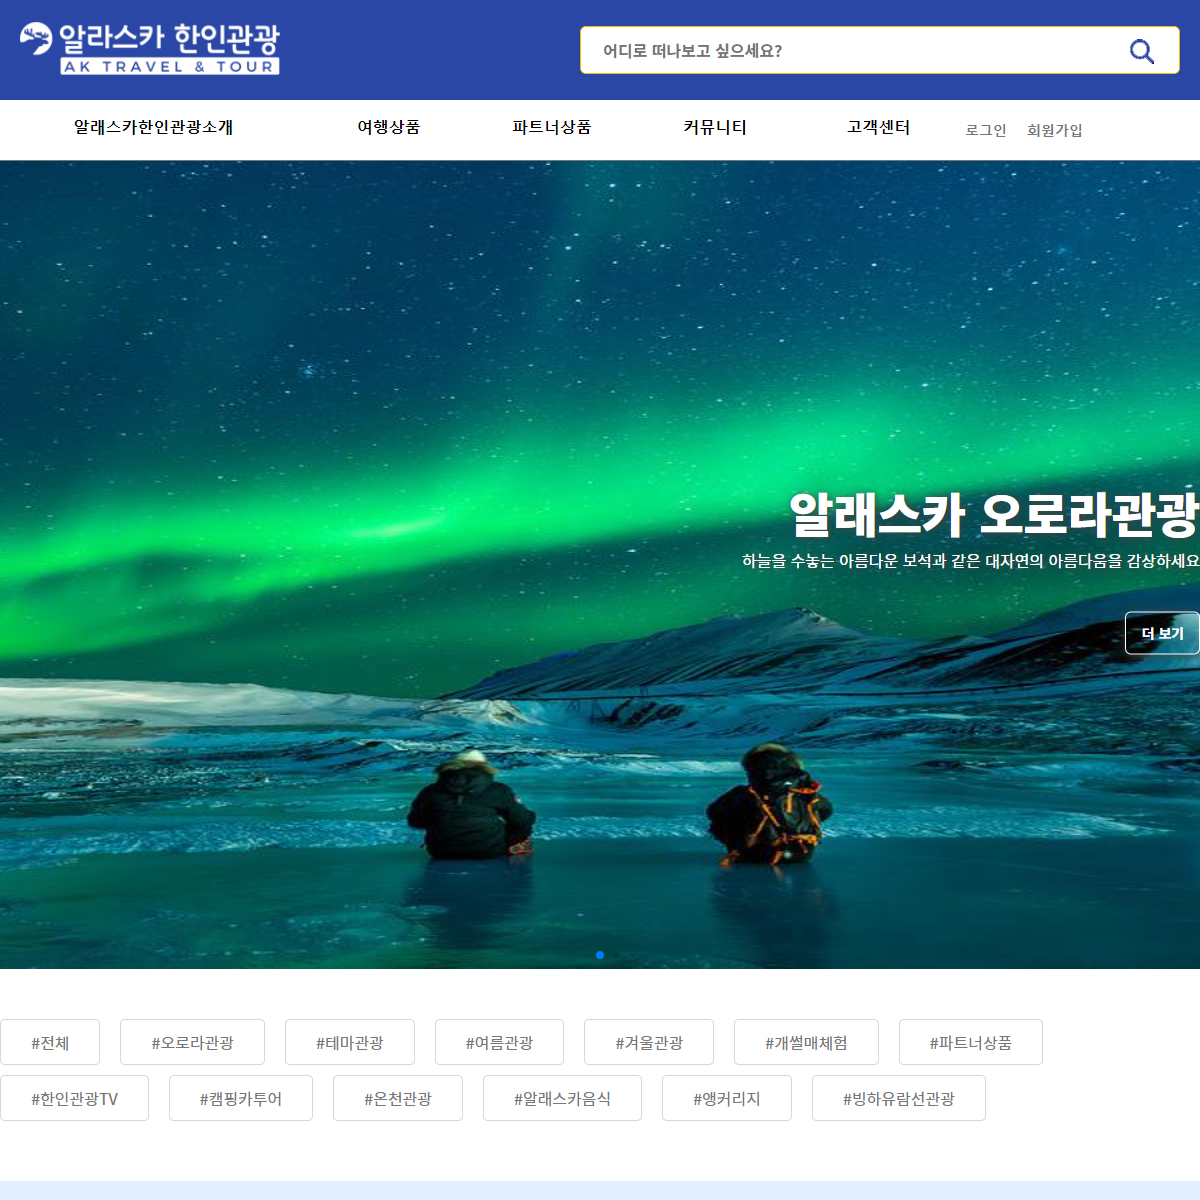 알라스카 한인관광
AK TRAVEL & TOUR
어디로 떠나보고 싶으세요?
알래스카한인관광소개 여행상품 파트너상품 커뮤니티 고객센터 로그인 회원가입
알래스카 오로라관광
하늘을 수놓는 아름다운 보석과 같은 대자연의 아름다움을 감상하세요
더 보기
#전체 #오로라관광 #테마관광 #여름관광 #겨울관광 #개썰매체험 #파트너상품
#한인관광TV #캠핑카투어 #온천관광 #알래스카음식 #앵커리지 #빙하유람선관광